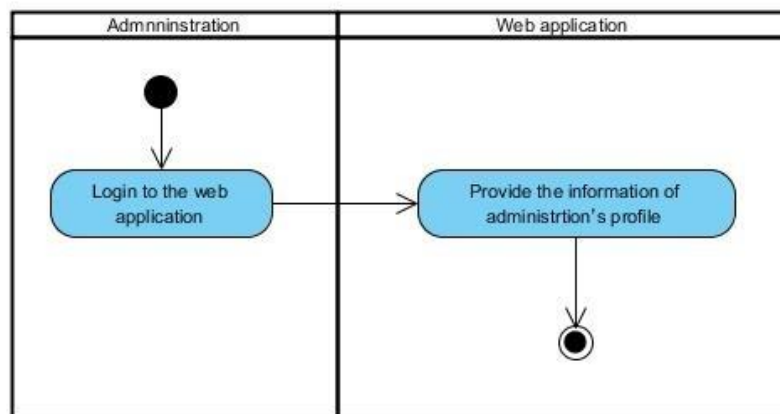 Admnninstration
Web application
Login to the web
application
Provide the information of
administrtion's profile